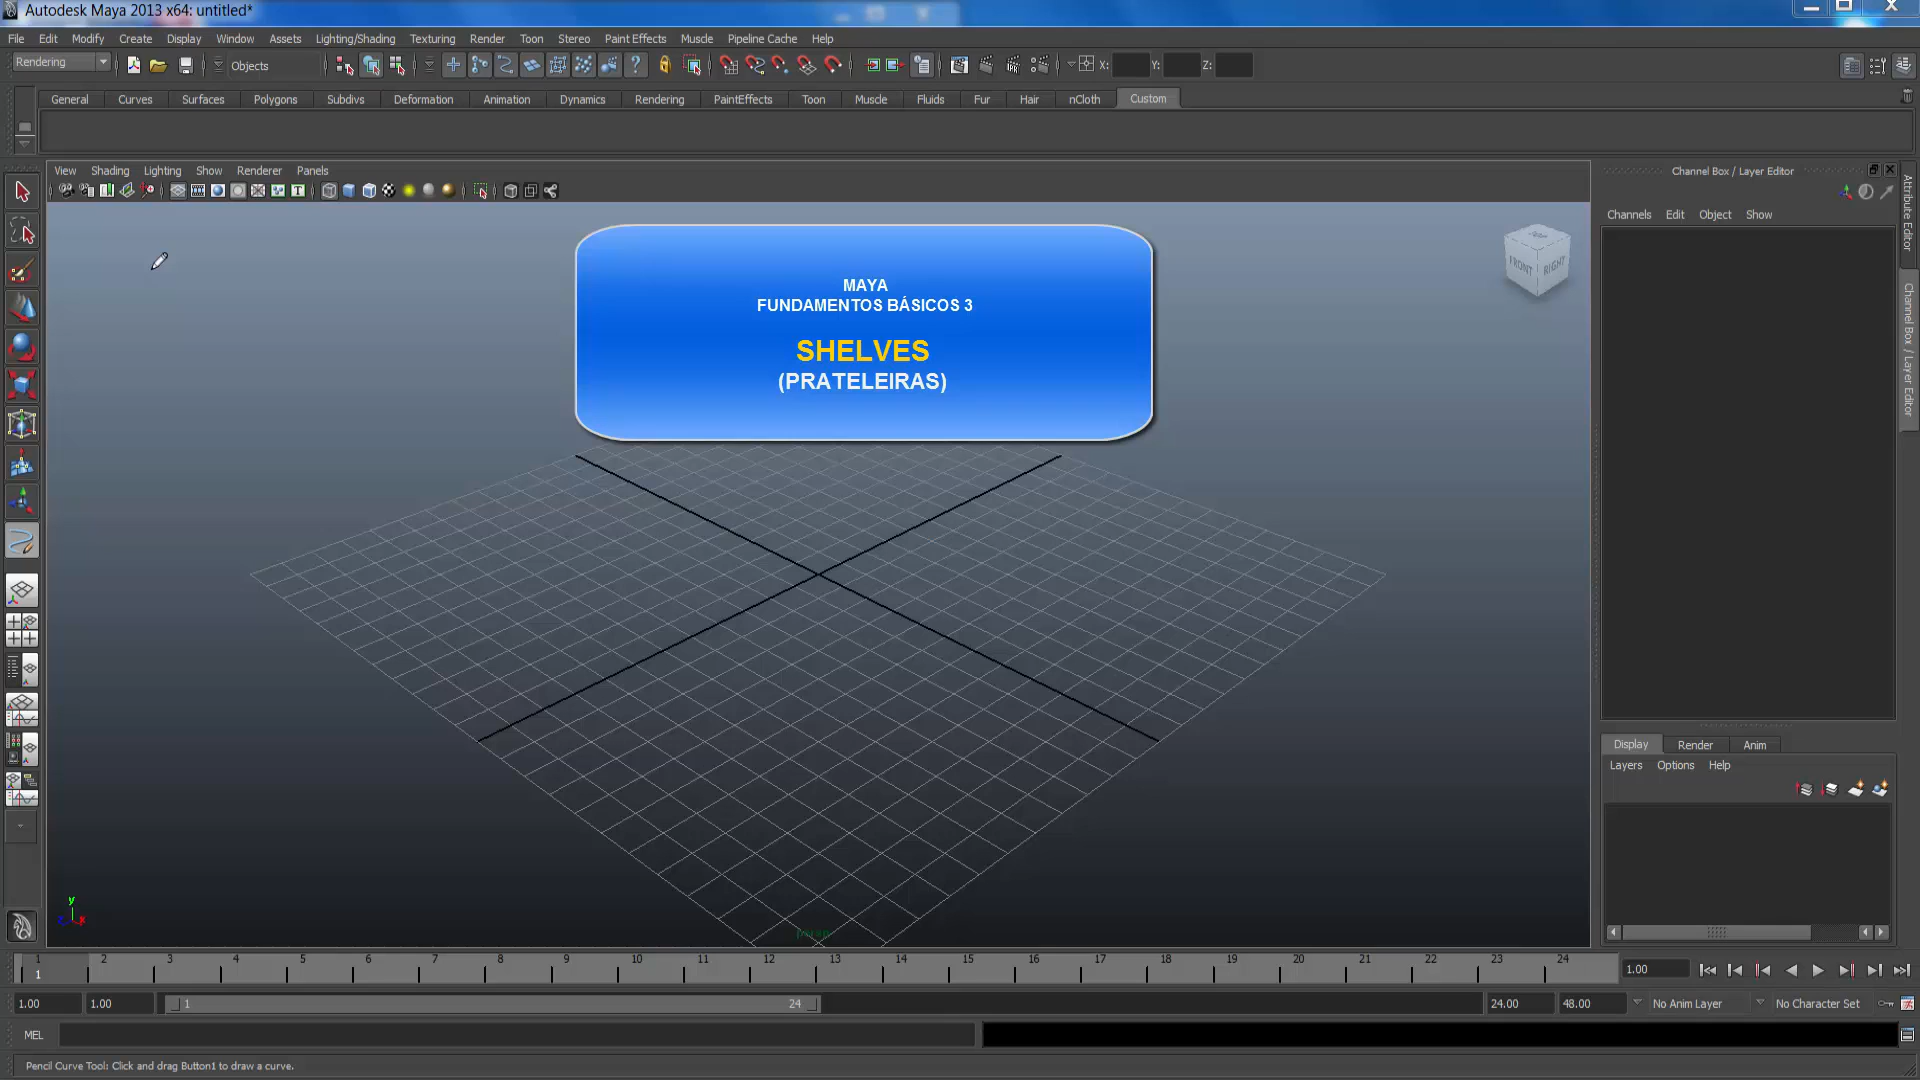 Autodesk Maya 2013 x64: untitled*
File Edit Modify Create Display Window Assets Lighting/Shading Texturing Render Toon Stereo Paint Effects Muscle Pipeline Cache Help
Rendering Objects X: Y: Z:
General Curves Surfaces Polygons Subdivs Deformation Animation Dynamics Rendering PaintEffects Toon Muscle Fluids Fur Hair nCloth Custom
View Shading Lighting Show Renderer Panels
Channel Box / Layer Editor
Channels Edit Object Show
Attribute Editor
Channel Box / Layer Editor
FRONT RIGHT
MAYA
FUNDAMENTOS BÁSICOS 3
SHELVES
(PRATELEIRAS)
Display Render Anim
Layers Options Help
y
x
persp
1 2 3 4 5 6 7 8 9 10 11 12 13 14 15 16 17 18 19 20 21 22 23 24
1
1.00
1.00 1.00 1 24 24.00 48.00 No Anim Layer No Character Set
MEL
Pencil Curve Tool: Click and drag Button1 to draw a curve.